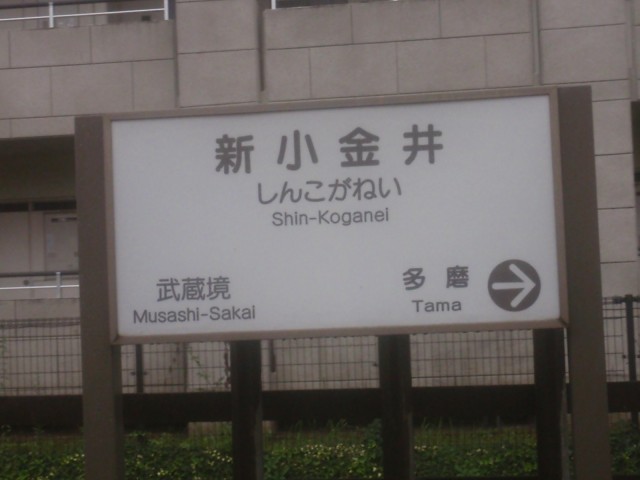 新小金井
しんこがねい
Shin-Koganei
武蔵境
Musashi-Sakai
多磨
Tama